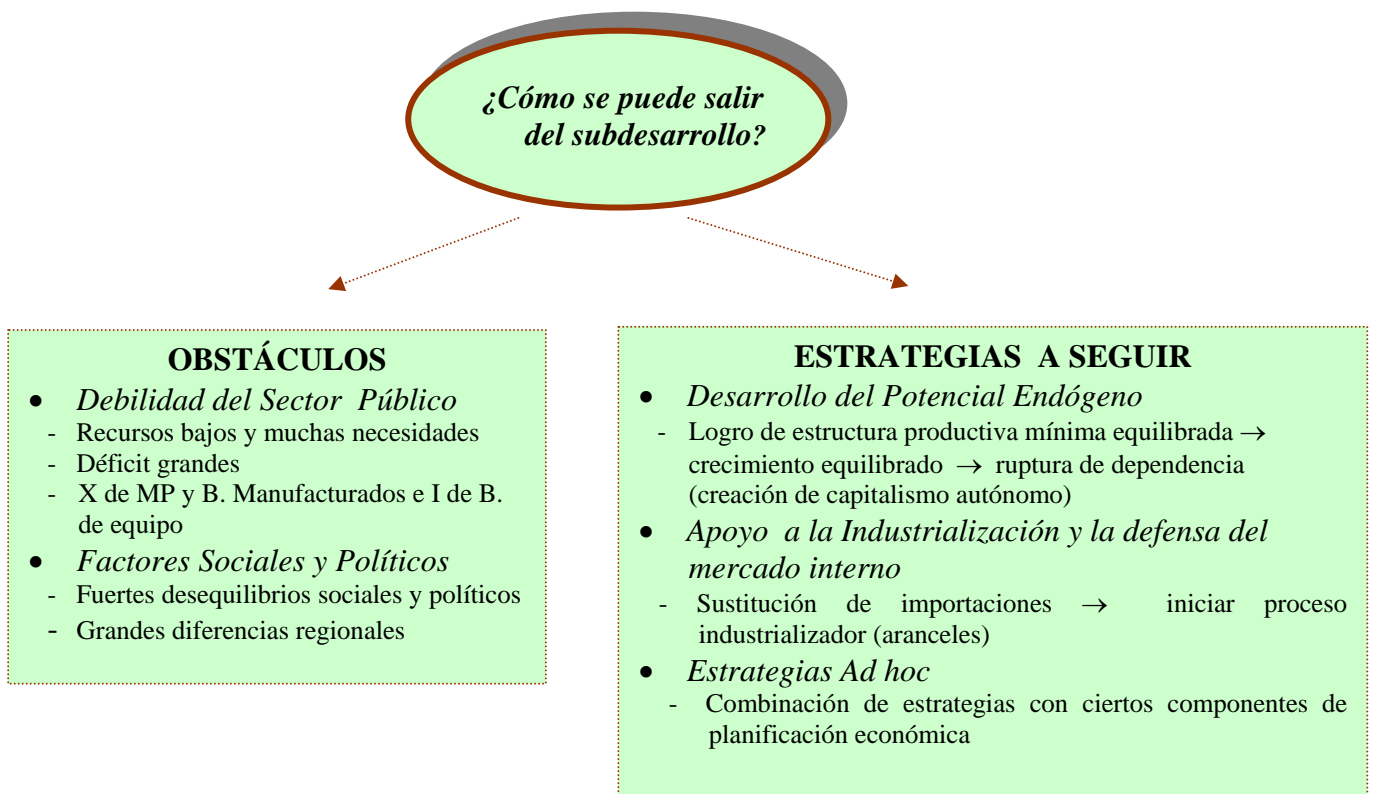 ¿Cómo se puede salir
del subdesarrollo?
OBSTÁCULOS
• Debilidad del Sector Público
- Recursos bajos y muchas necesidades
- Déficit grandes
- X de MP y B. Manufacturados e I de B.
de equipo
• Factores Sociales y Políticos
- Fuertes desequilibrios sociales y políticos
- Grandes diferencias regionales
ESTRATEGIAS A SEGUIR
• Desarrollo del Potencial Endógeno
- Logro de estructura productiva mínima equilibrada →
crecimiento equilibrado → ruptura de dependencia
(creación de capitalismo autónomo)
• Apoyo a la Industrialización y la defensa del
mercado interno
- Sustitución de importaciones → iniciar proceso
industrializador (aranceles)
• Estrategias Ad hoc
- Combinación de estrategias con ciertos componentes de
planificación económica